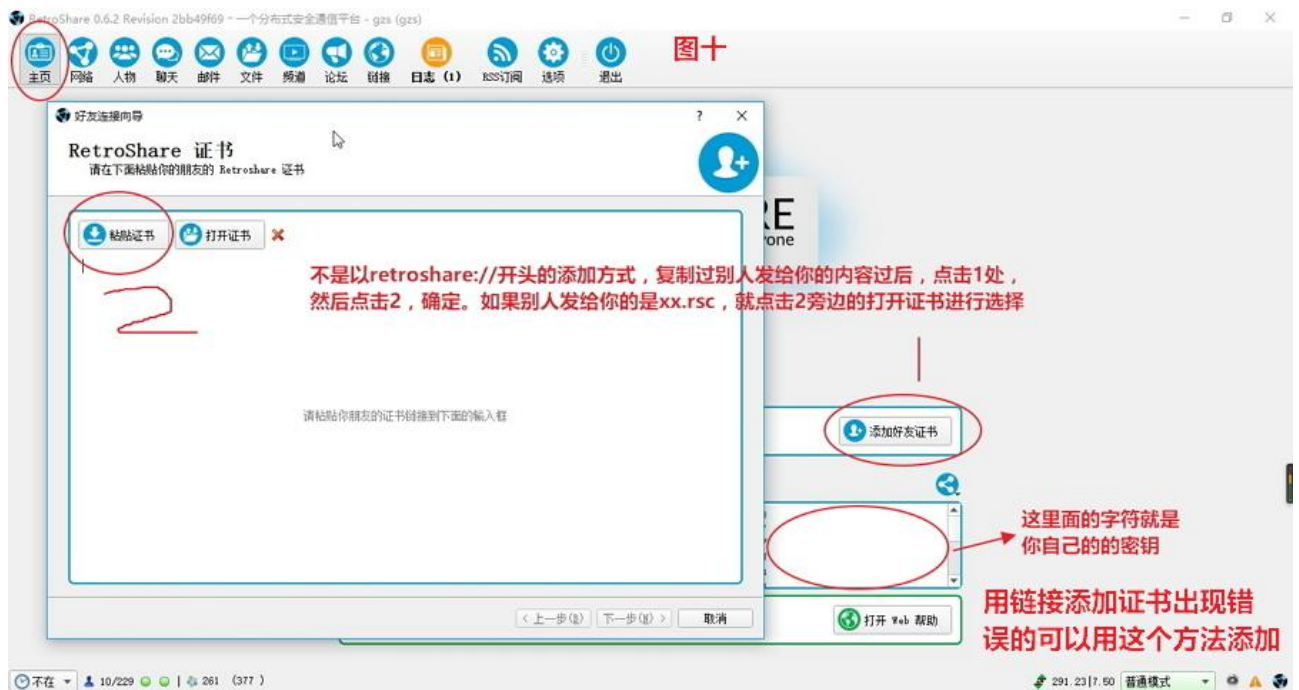 RetroShare 0.6.2 Revision 2bb49f69 - 一个分布式安全通信平台 - gzs (gzs)
主页 网络 人物 聊天 邮件 文件 频道 论坛 链接 日志 (1) RSS订阅 选项 退出
图十
好友连接向导
RetroShare 证书
请在下面粘贴你的朋友的 Retroshare 证书
粘贴证书 打开证书
RE
yone
不是以retroshare://开头的添加方式，复制过别人发给你的内容过后，点击1处，
然后点击2，确定。如果别人发给你的是xx.rsc，就点击2旁边的打开证书进行选择
2
1
请粘贴你朋友的证书链接到下面的输入框
添加好友证书
这里面的字符就是
你自己的的密钥
用链接添加证书出现错
误的可以用这个方法添加
<上一步(B) 下一步(N)> 取消
打开 Web 帮助
不在 10/229 261 (377 ) 291.23|7.50 普通模式